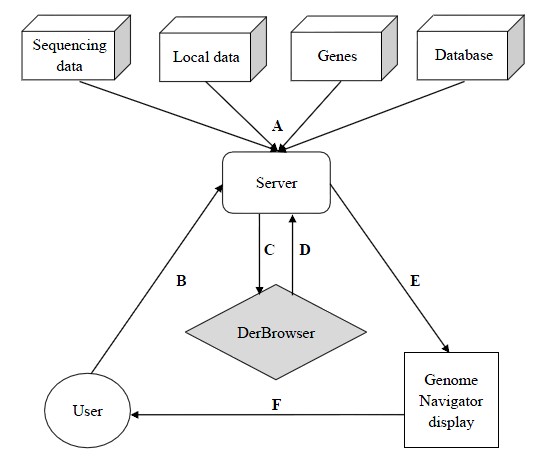 Sequencing
data
Local data
Genes
Database
A
Server
B
C
D
E
DerBrowser
Genome
Navigator
display
User
F